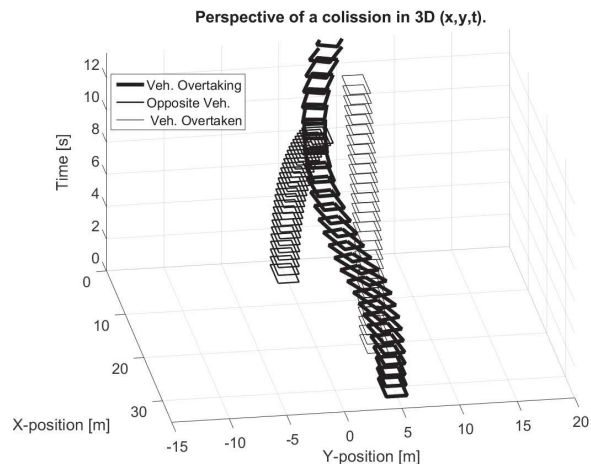 Perspective of a colission in 3D (x,y,t).
12
10
8
6
4
2
0
Time [s]
Veh. Overtaking
Opposite Veh.
Veh. Overtaken
0
10
20
30
X-position [m]
-15
-10
-5
0
5
10
15
20
Y-position [m]